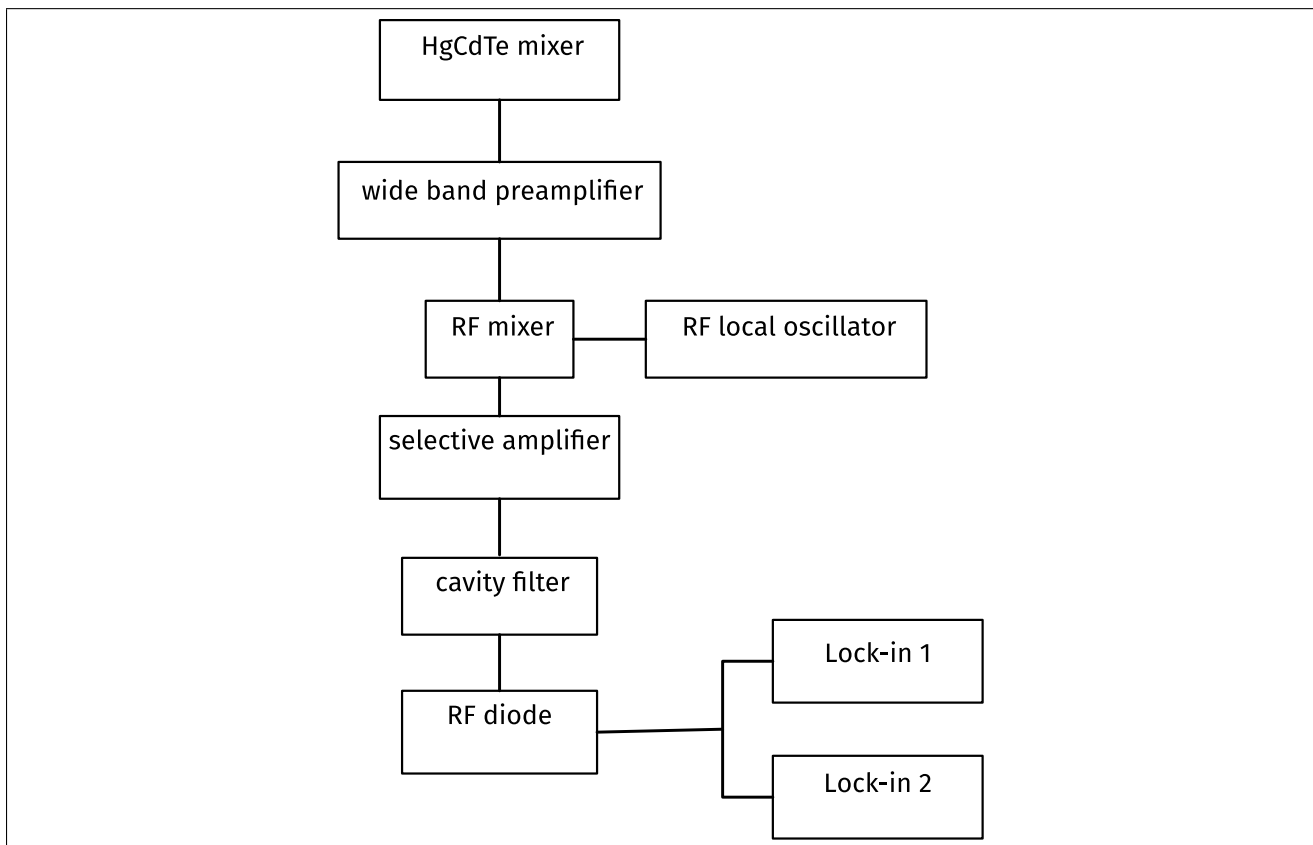 HgCdTe mixer
wide band preamplifier
RF mixer
RF local oscillator
selective amplifier
cavity filter
RF diode
Lock-in 1
Lock-in 2